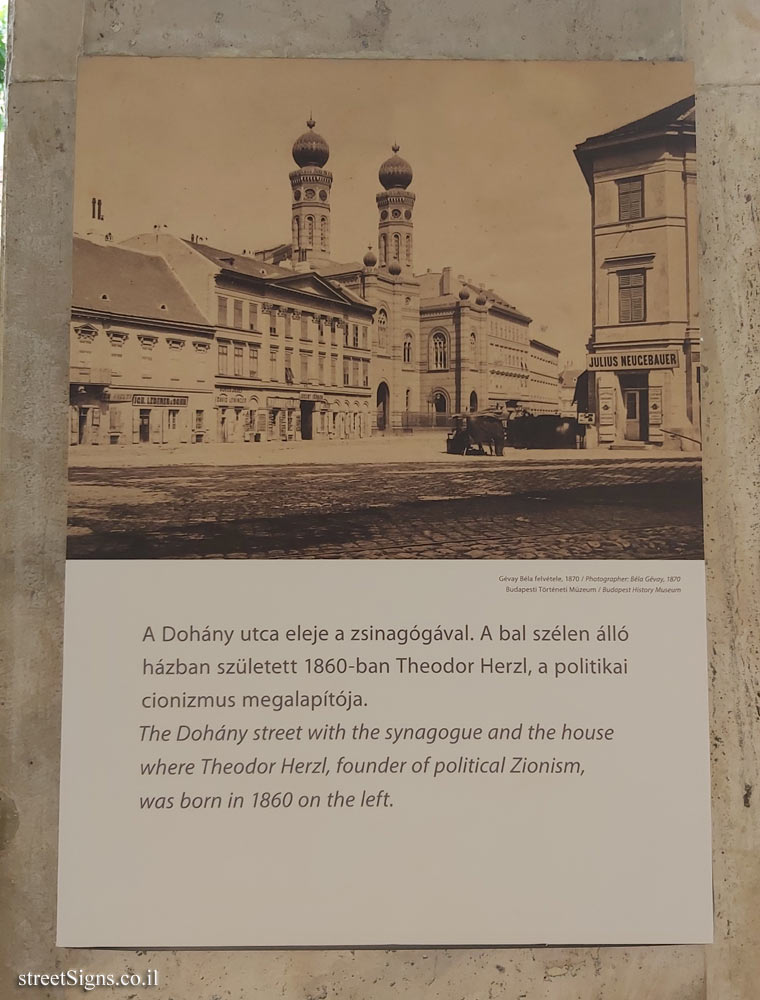 JULIUS NEUGEBAUER
IGN. LEDERER & SOHN
Gévay Béla felvétele, 1870 / Photographer: Béla Gévay, 1870
Budapesti Történeti Múzeum / Budapest History Museum
A Dohány utca eleje a zsinagógával. A bal szélen álló
házban született 1860-ban Theodor Herzl, a politikai
cionizmus megalapítója.
The Dohány street with the synagogue and the house
where Theodor Herzl, founder of political Zionism,
was born in 1860 on the left.
streetSigns.co.il